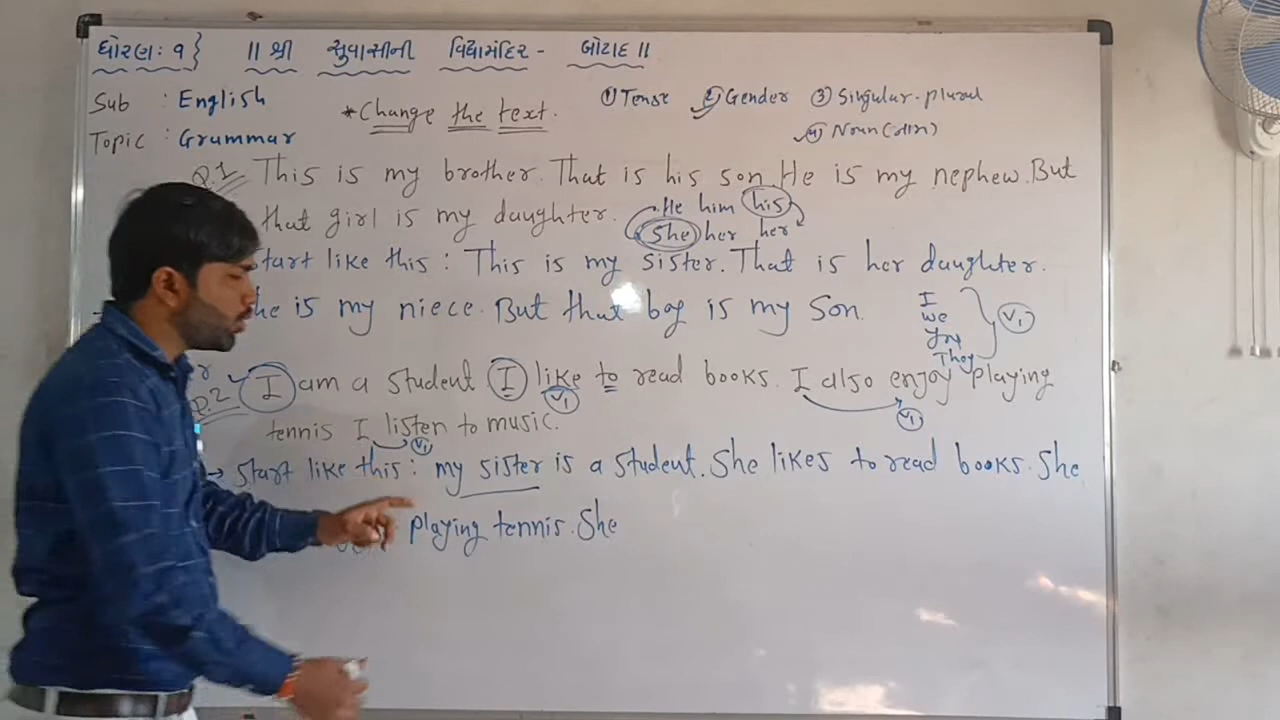 ધોરણ: ૧} ॥ શ્રી સુવાસીની વિદ્યામંદિર - બોટાદ ॥
Sub : English
*Change the text.
① Tense ② Gender ③ Singular-plural
④ Noun (નામ)
Topic : Grammar
Q.1 This is my brother. That is his son He is my nephew. But
that girl is my daughter.
He him his
She her her
Start like this : This is my sister. That is her daughter.
he is my niece. But that boy is my Son.
I
We
You
They
V₁
Q.2 I am a student I like to read books. I also enjoy playing
V₁ V₁
tennis I listen to music.
V₁
→ Start like this : my sister is a student. She likes to read books. She
playing tennis. She